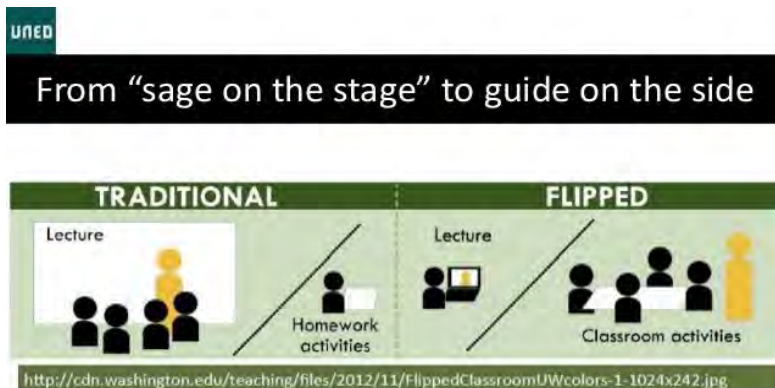 UNED
From “sage on the stage” to guide on the side
TRADITIONAL
FLIPPED
Lecture
Homework
activities
Lecture
Classroom activities
http://cdn.washington.edu/teaching/files/2012/11/FlippedClassroomUWcolors-1-1024x242.jpg